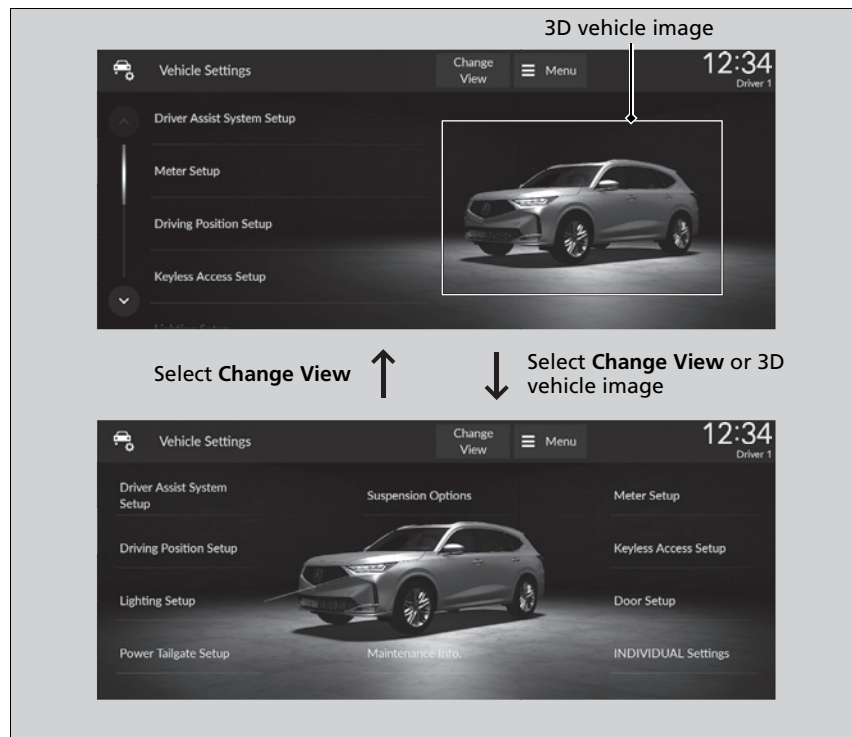 3D vehicle image
Vehicle Settings
Change
View
Menu
12:34
Driver 1
Driver Assist System Setup
Meter Setup
Driving Position Setup
Keyless Access Setup
Lighting Setup
Select Change View
Select Change View or 3D
vehicle image
Vehicle Settings
Change
View
Menu
12:34
Driver 1
Driver Assist System
Setup
Suspension Options
Meter Setup
Driving Position Setup
Keyless Access Setup
Lighting Setup
Door Setup
Power Tailgate Setup
Maintenance Info.
INDIVIDUAL Settings